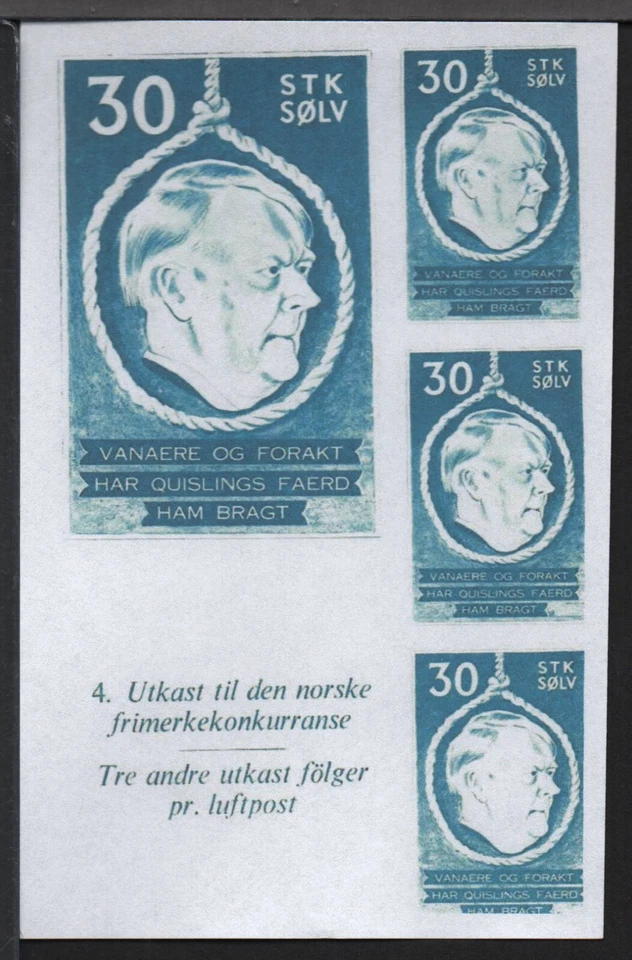 30
STK
SØLV
VANAERE OG FORAKT
HAR QUISLINGS FAERD
HAM BRAGT
30
STK
SØLV
VANAERE OG FORAKT
HAR QUISLINGS FAERD
HAM BRAGT
30
STK
SØLV
VANAERE OG FORAKT
HAR QUISLINGS FAERD
HAM BRAGT
4. Utkast til den norske
frimerkekonkurranse
Tre andre utkast fölger
pr. luftpost
30
STK
SØLV
VANAERE OG FORAKT
HAR QUISLINGS FAERD
HAM BRAGT